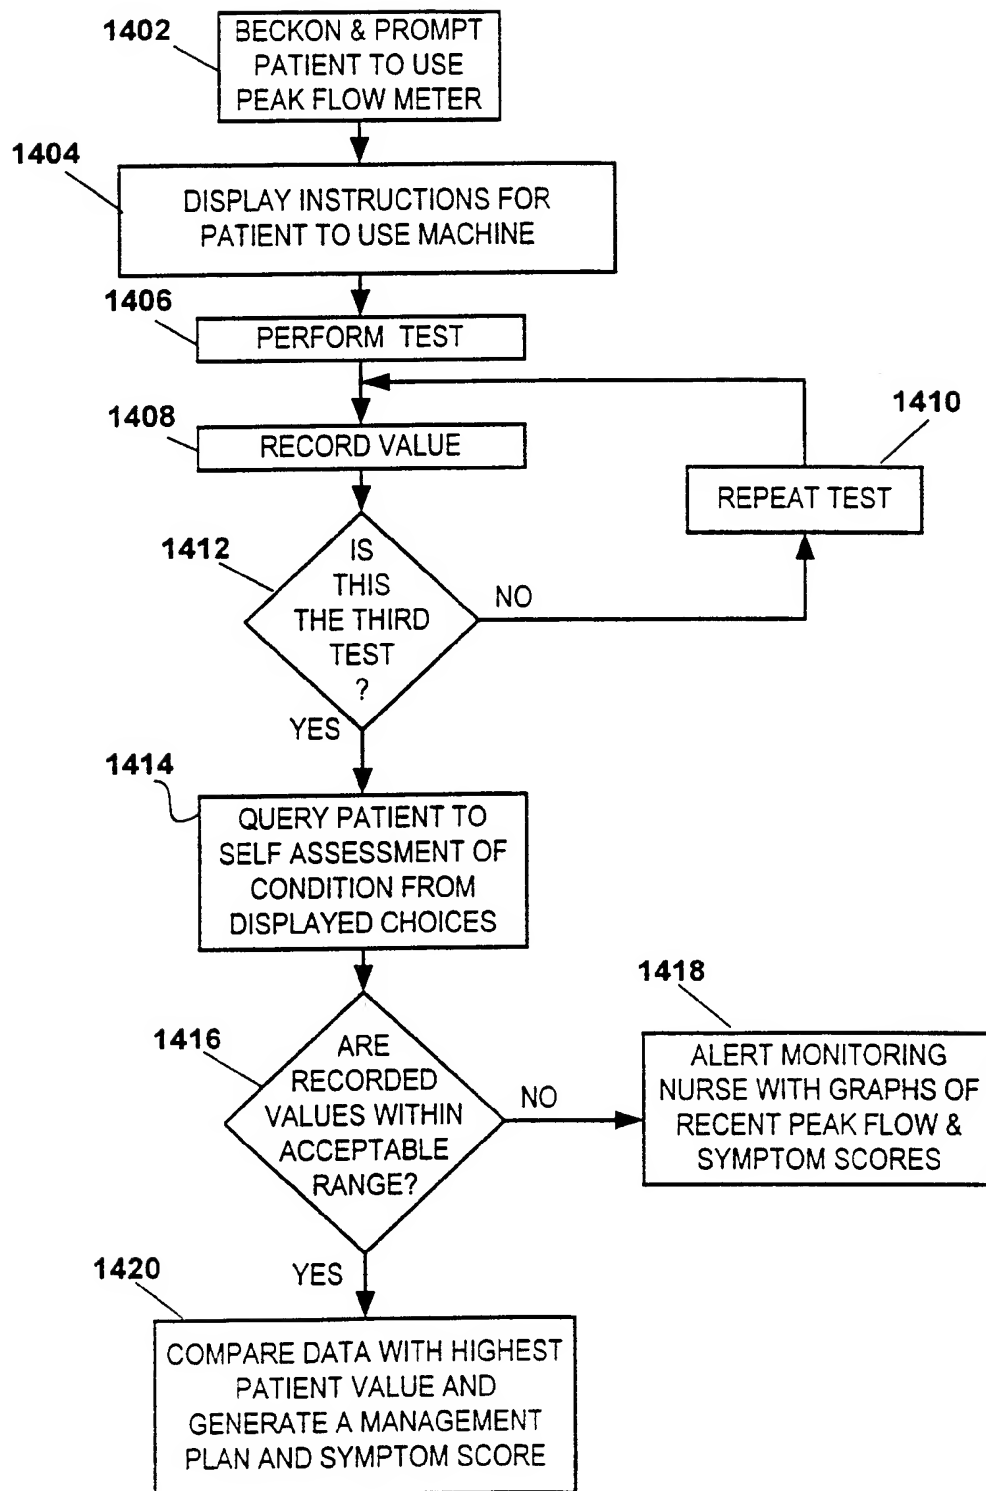 1402
BECKON & PROMPT
PATIENT TO USE
PEAK FLOW METER
1404
DISPLAY INSTRUCTIONS FOR
PATIENT TO USE MACHINE
1406
PERFORM TEST
1408
RECORD VALUE
1410
REPEAT TEST
1412
IS
THIS
THE THIRD
TEST
?
NO
YES
1414
QUERY PATIENT TO
SELF ASSESSMENT OF
CONDITION FROM
DISPLAYED CHOICES
1416
ARE
RECORDED
VALUES WITHIN
ACCEPTABLE
RANGE?
NO
1418
ALERT MONITORING
NURSE WITH GRAPHS OF
RECENT PEAK FLOW &
SYMPTOM SCORES
YES
1420
COMPARE DATA WITH HIGHEST
PATIENT VALUE AND
GENERATE A MANAGEMENT
PLAN AND SYMPTOM SCORE